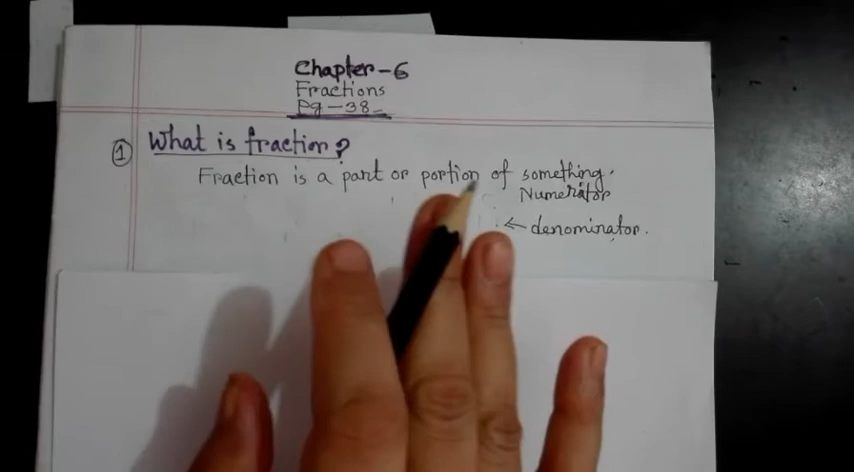 Chapter-6
Fractions
Pg-38
① What is fraction?
Fraction is a part or portion of something.
Numerator
← denominator.